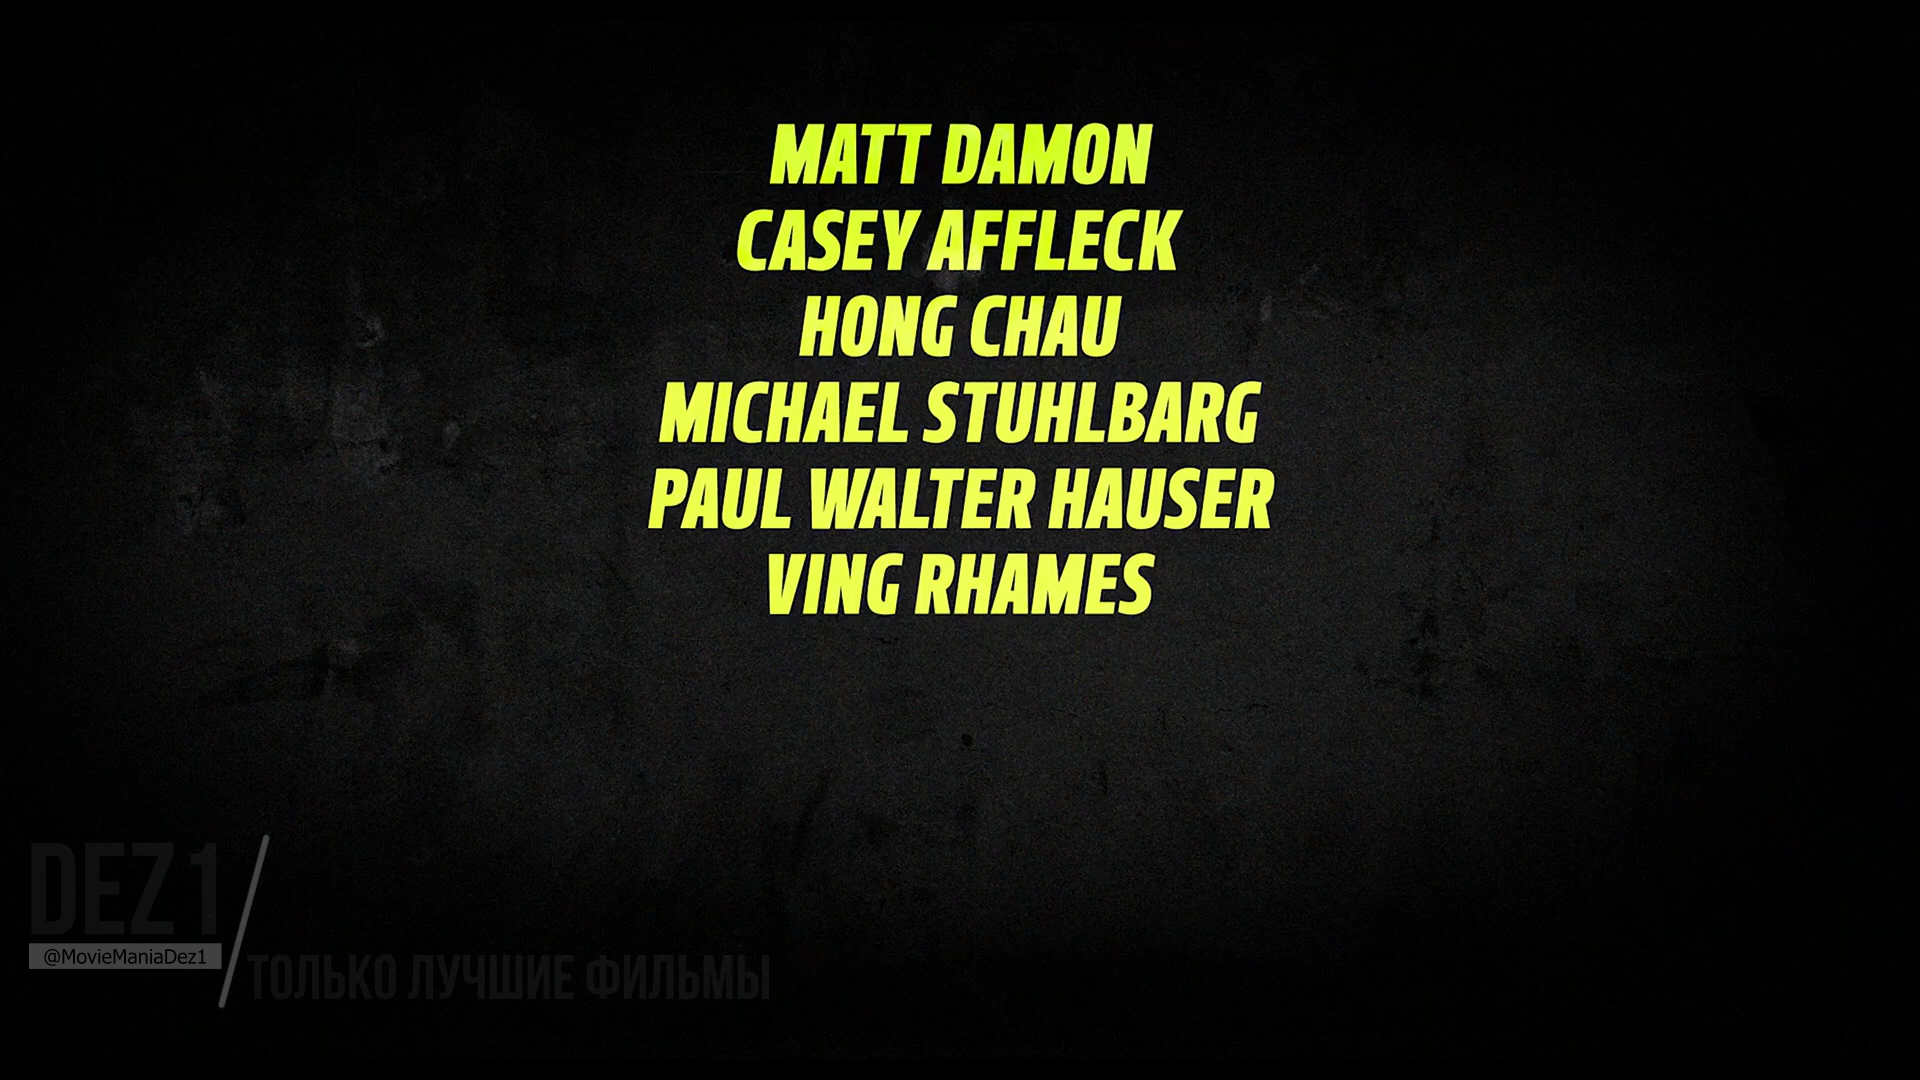 MATT DAMON
CASEY AFFLECK
HONG CHAU
MICHAEL STUHLBARG
PAUL WALTER HAUSER
VING RHAMES
DEZ1
@MovieManiaDez1
ТОЛЬКО ЛУЧШИЕ ФИЛЬМЫ